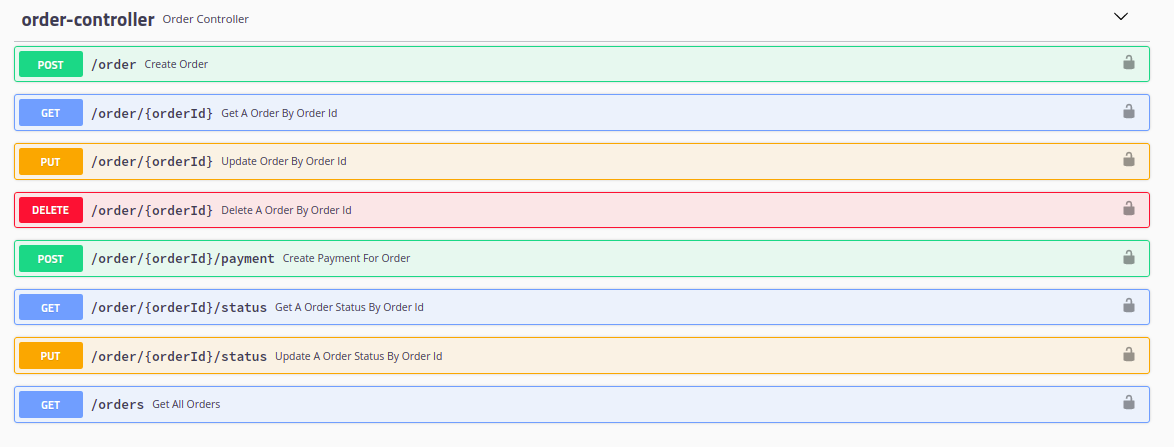 order-controller Order Controller
POST /order Create Order
GET /order/{orderId} Get A Order By Order Id
PUT /order/{orderId} Update Order By Order Id
DELETE /order/{orderId} Delete A Order By Order Id
POST /order/{orderId}/payment Create Payment For Order
GET /order/{orderId}/status Get A Order Status By Order Id
PUT /order/{orderId}/status Update A Order Status By Order Id
GET /orders Get All Orders